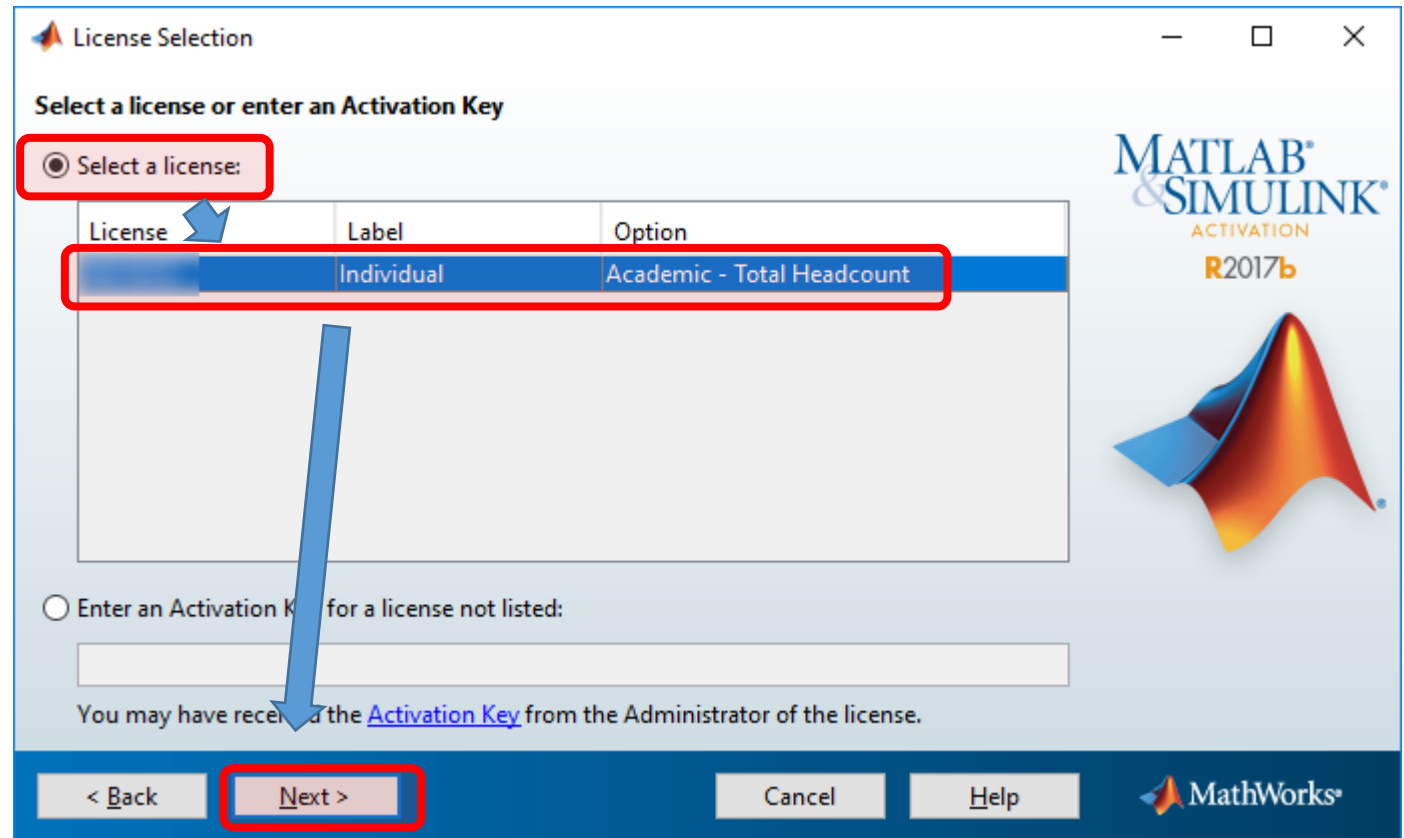 License Selection
Select a license or enter an Activation Key
Select a license:
License Label Option
Individual Academic - Total Headcount
Enter an Activation K for a license not listed:
You may have rece the Activation Key from the Administrator of the license.
< Back Next > Cancel Help
MATLAB®
&SIMULINK®
ACTIVATION
R2017b
®
MathWorks®